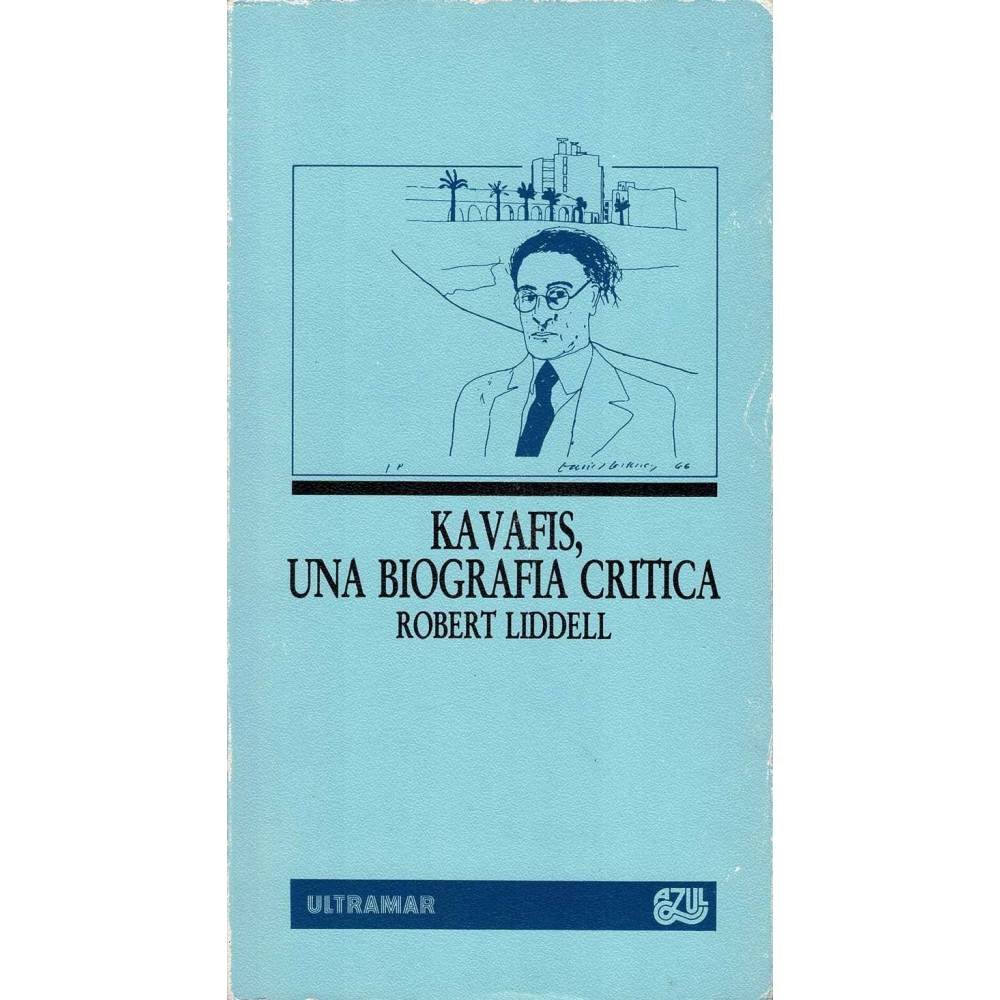 KAVAFIS,
UNA BIOGRAFIA CRITICA
ROBERT LIDDELL
ULTRAMAR
AZUL